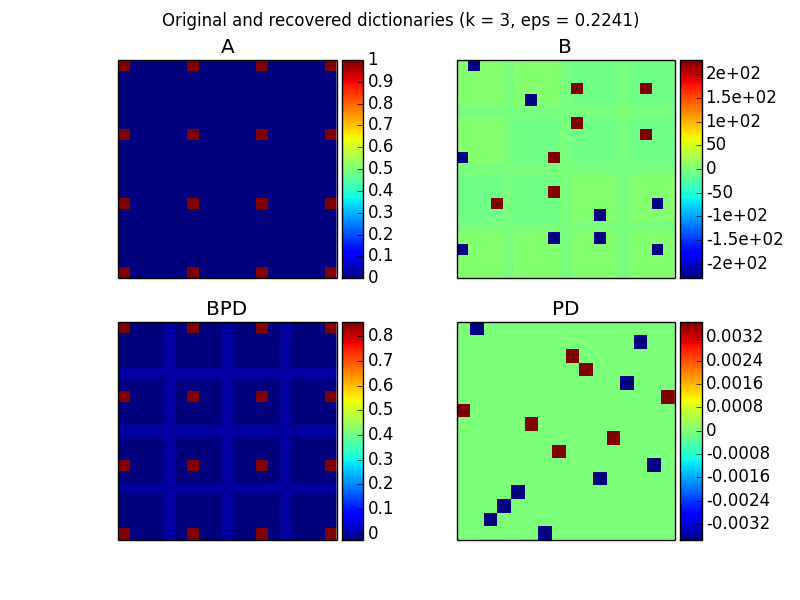 Original and recovered dictionaries (k = 3, eps = 0.2241)
A
1
0.9
0.8
0.7
0.6
0.5
0.4
0.3
0.2
0.1
0
B
2e+02
1.5e+02
1e+02
50
0
-50
-1e+02
-1.5e+02
-2e+02
BPD
0.8
0.7
0.6
0.5
0.4
0.3
0.2
0.1
0
PD
0.0032
0.0024
0.0016
0.0008
0
-0.0008
-0.0016
-0.0024
-0.0032